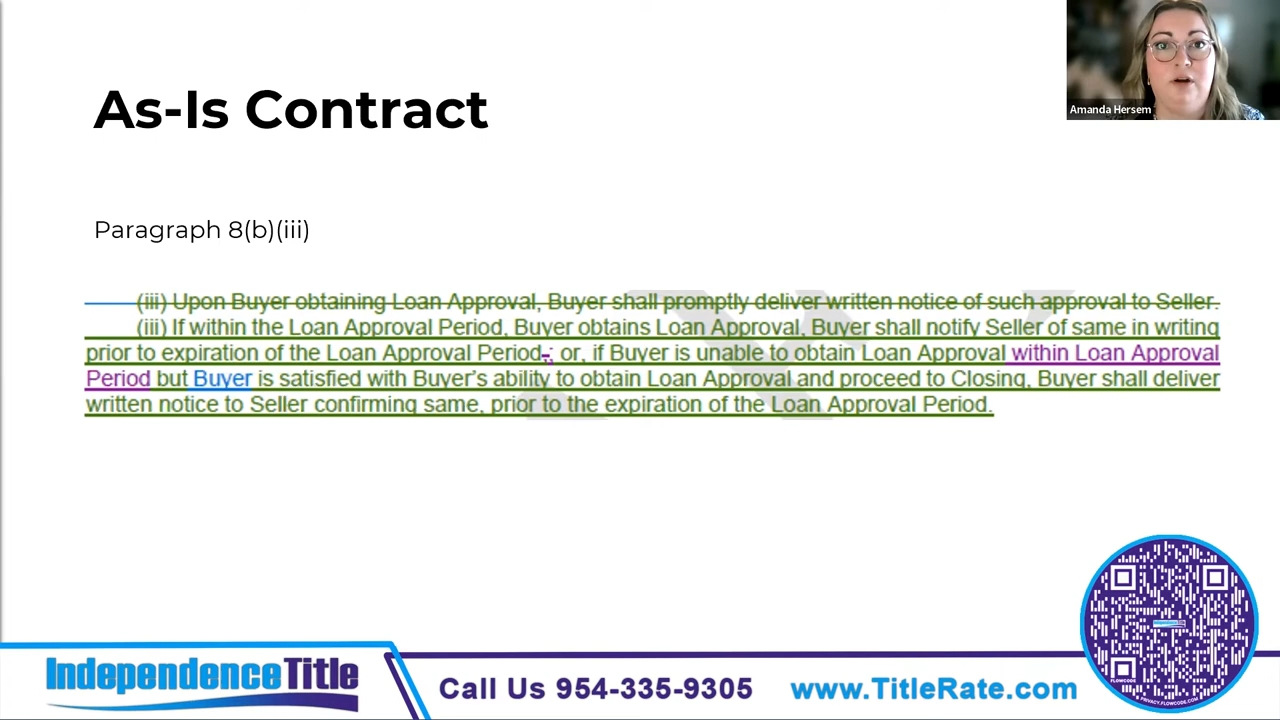 Amanda Hersem
As-Is Contract
Paragraph 8(b)(iii)
(iii) Upon Buyer obtaining Loan Approval, Buyer shall promptly deliver written notice of such approval to Seller.
(iii) If within the Loan Approval Period, Buyer obtains Loan Approval, Buyer shall notify Seller of same in writing
prior to expiration of the Loan Approval Period,; or, if Buyer is unable to obtain Loan Approval within Loan Approval
Period but Buyer is satisfied with Buyer's ability to obtain Loan Approval and proceed to Closing, Buyer shall deliver
written notice to Seller confirming same, prior to the expiration of the Loan Approval Period.
IndependenceTitle
Call Us 954-335-9305
www.TitleRate.com
IndependenceTitle
FLOWCODE
PRIVACY.FLOWCODE.COM